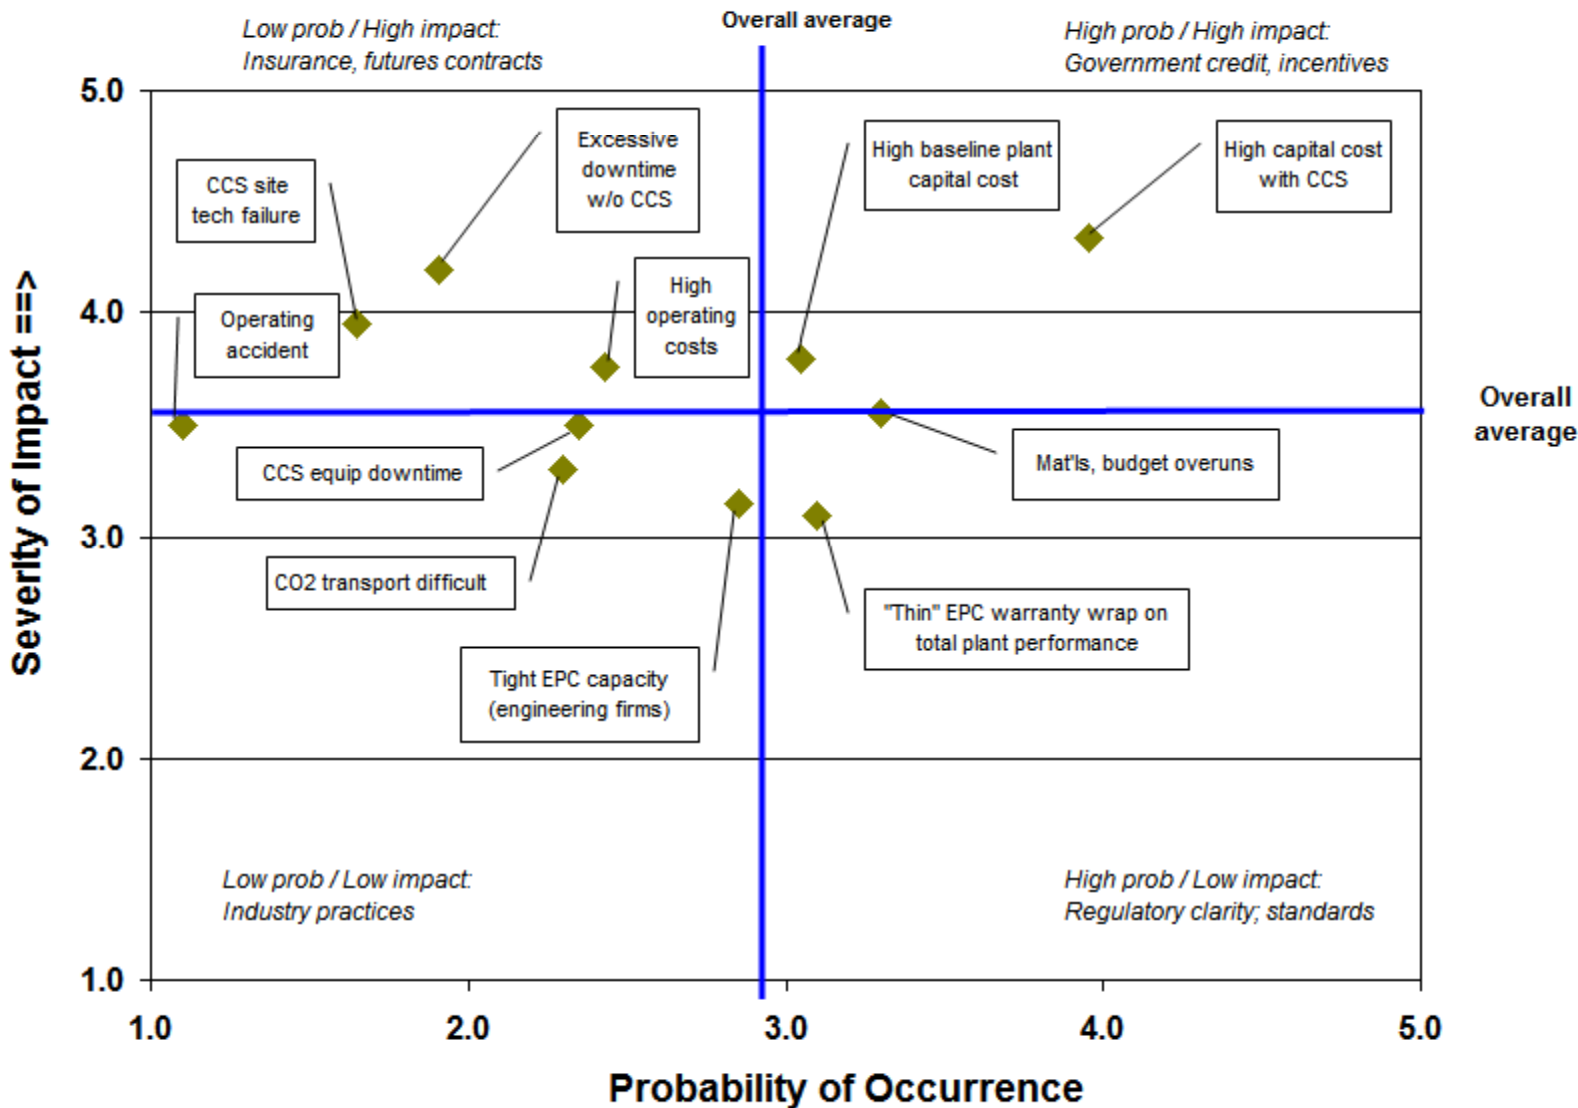 Overall average
Low prob / High impact:
Insurance, futures contracts
High prob / High impact:
Government credit, incentives
5.0
4.0
3.0
2.0
1.0
Severity of Impact ==>
CCS site
tech failure
Excessive
downtime
w/o CCS
High baseline plant
capital cost
High capital cost
with CCS
Operating
accident
High
operating
costs
Overall
average
CCS equip downtime
Mat'ls, budget overuns
CO2 transport difficult
"Thin" EPC warranty wrap on
total plant performance
Tight EPC capacity
(engineering firms)
Low prob / Low impact:
Industry practices
High prob / Low impact:
Regulatory clarity; standards
1.0
2.0
3.0
4.0
5.0
Probability of Occurrence